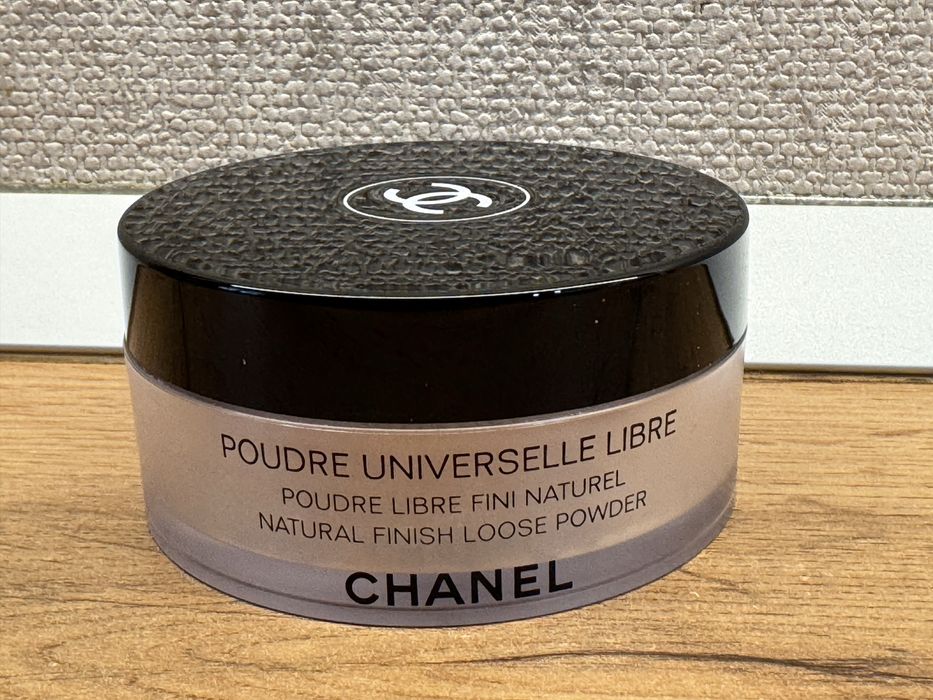 POUDRE UNIVERSELLE LIBRE
POUDRE LIBRE FINI NATUREL
NATURAL FINISH LOOSE POWDER
CHANEL